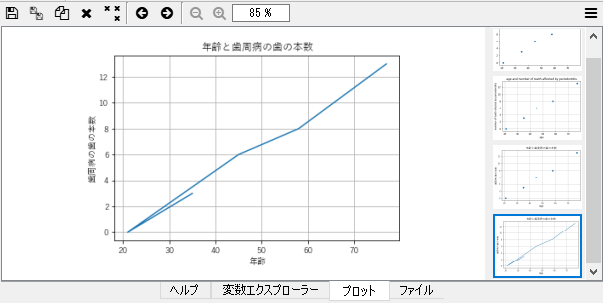 85 %
年齢と歯周病の歯の本数
歯周病の歯の本数
12
10
8
6
4
2
0
20
30
40
50
60
70
年齢
age and number of teeth affected by periodontitis
ヘルプ
変数エクスプローラー
プロット
ファイル